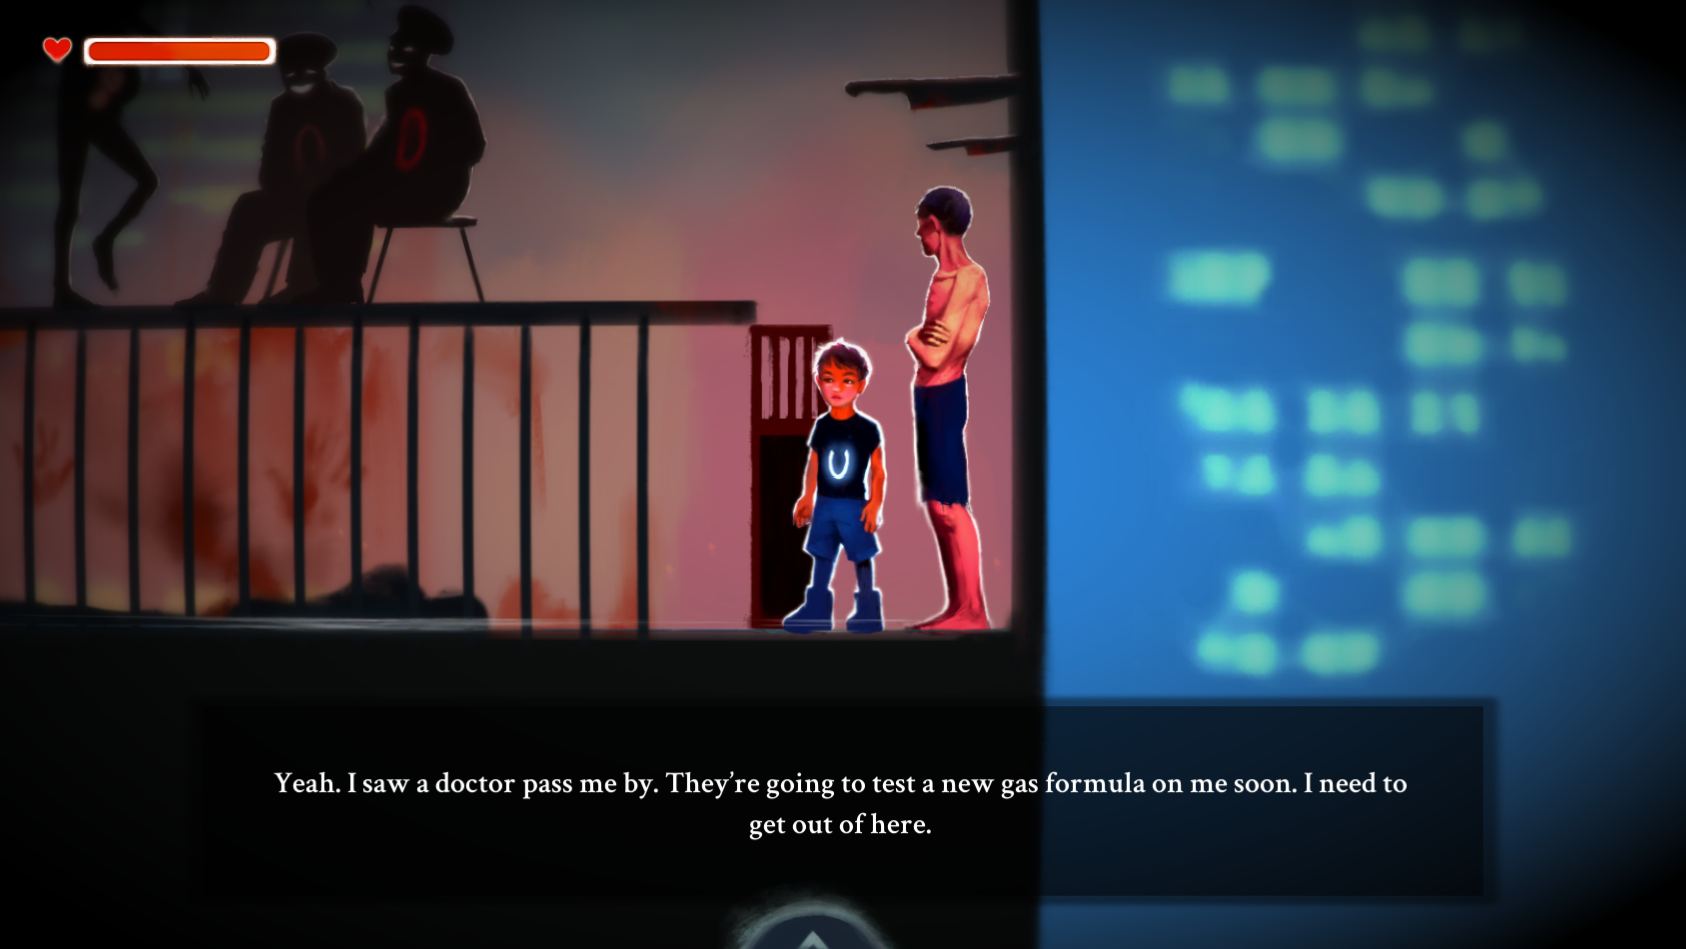 U
Yeah. I saw a doctor pass me by. They're going to test a new gas formula on me soon. I need to
get out of here.